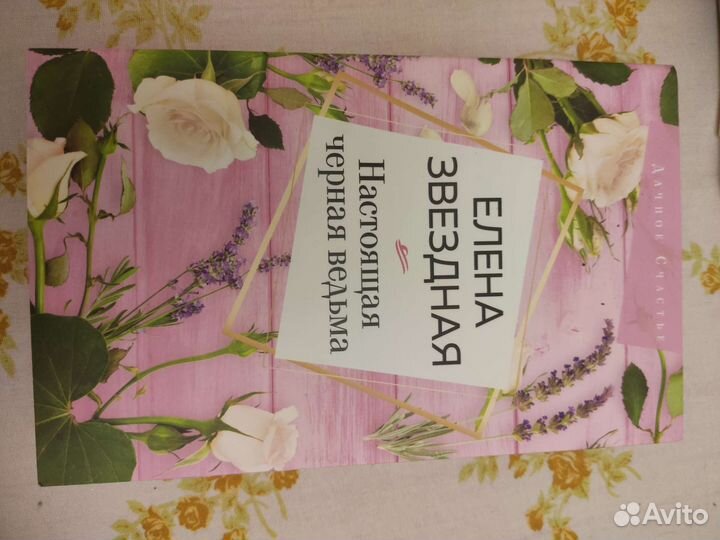 Дачное Счастье
ЕЛЕНА
ЗВЕЗДНАЯ
Настоящая
черная ведьма
Avito